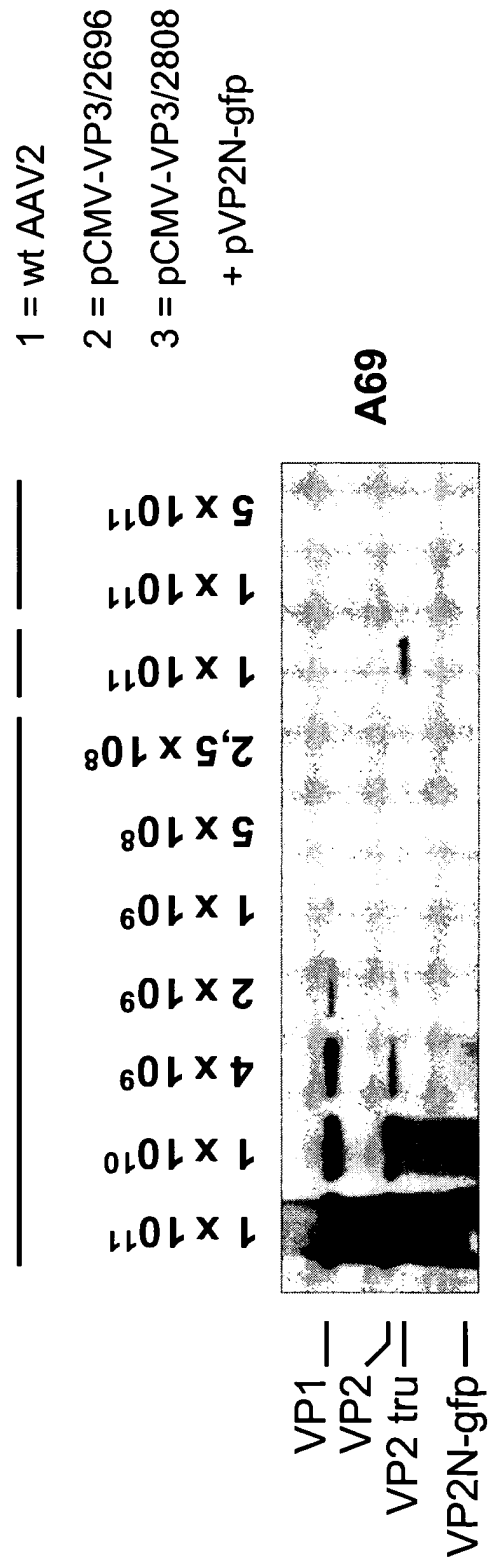 1 = wt AAV2
2 = pCMV-VP3/2696
3 = pCMV-VP3/2808
+ pVP2N-gfp
1 x 10¹¹
1 x 10¹⁰
4 x 10⁹
2 x 10⁹
1 x 10⁹
5 x 10⁸
2,5 x 10⁸
1 x 10¹¹
1 x 10¹¹
5 x 10¹¹
VP1
VP2
VP2 tru
VP2N-gfp
A69